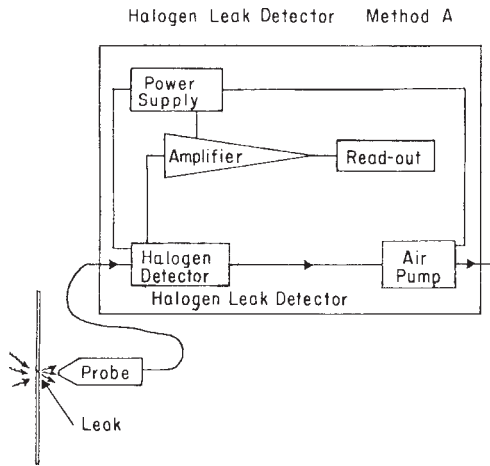 Halogen Leak Detector Method A
Power
Supply
Amplifier
Read-out
Halogen
Detector
Air
Pump
Halogen Leak Detector
Probe
Leak